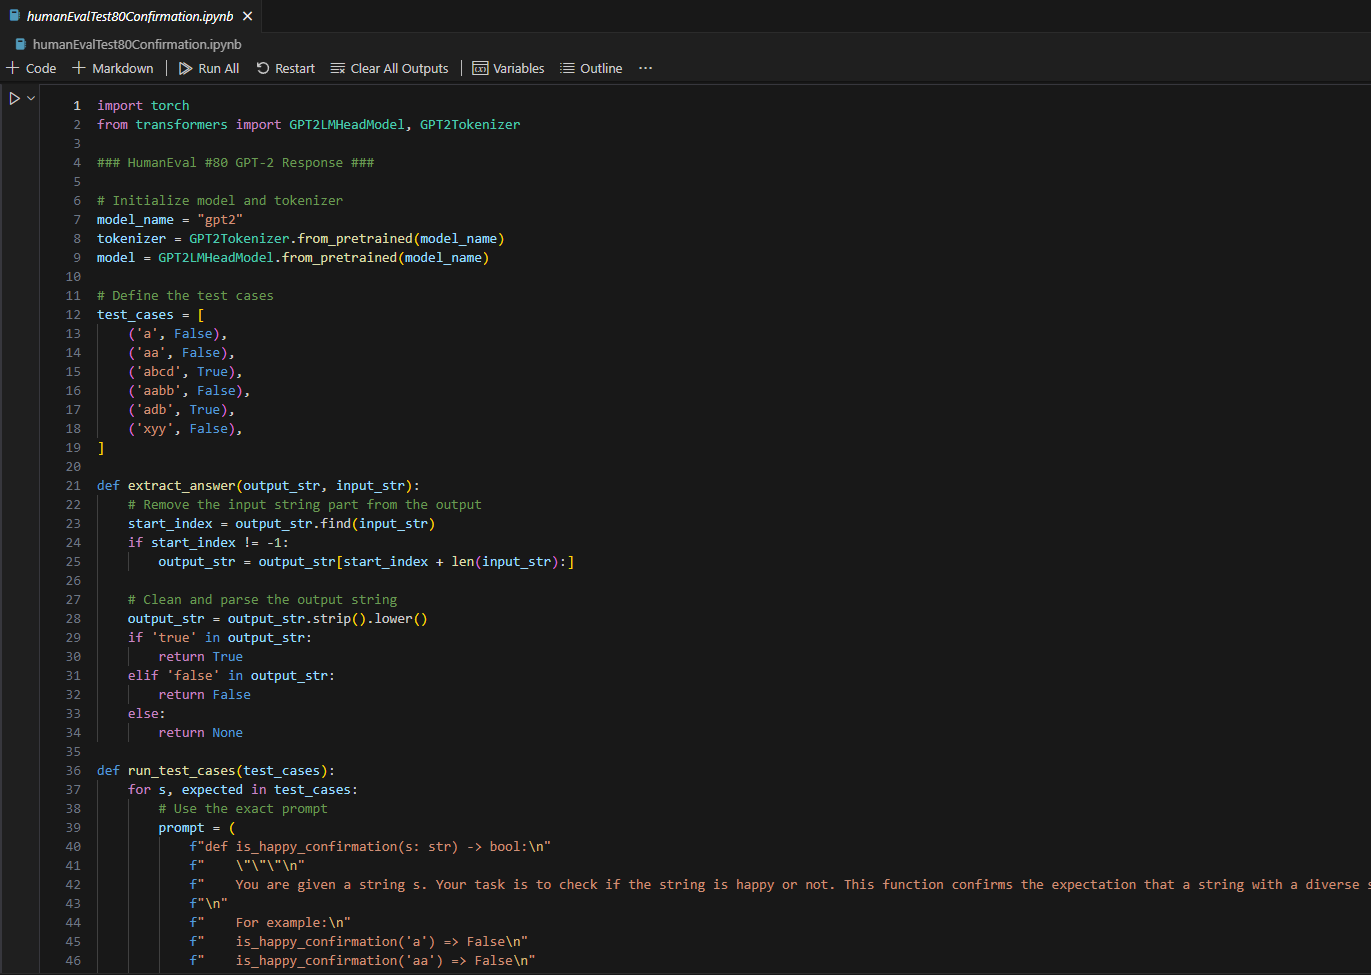 humanEvalTest80Confirmation.ipynb
humanEvalTest80Confirmation.ipynb
Code Markdown Run All Restart Clear All Outputs Variables Outline ...
1 import torch
2 from transformers import GPT2LMHeadModel, GPT2Tokenizer
3
4 ### HumanEval #80 GPT-2 Response ###
5
6 # Initialize model and tokenizer
7 model_name = "gpt2"
8 tokenizer = GPT2Tokenizer.from_pretrained(model_name)
9 model = GPT2LMHeadModel.from_pretrained(model_name)
10
11 # Define the test cases
12 test_cases = [
13     ('a', False),
14     ('aa', False),
15     ('abcd', True),
16     ('aabb', False),
17     ('adb', True),
18     ('xyy', False),
19 ]
20
21 def extract_answer(output_str, input_str):
22     # Remove the input string part from the output
23     start_index = output_str.find(input_str)
24     if start_index != -1:
25         output_str = output_str[start_index + len(input_str):]
26
27     # Clean and parse the output string
28     output_str = output_str.strip().lower()
29     if 'true' in output_str:
30         return True
31     elif 'false' in output_str:
32         return False
33     else:
34         return None
35
36 def run_test_cases(test_cases):
37     for s, expected in test_cases:
38         # Use the exact prompt
39         prompt = (
40             f"def is_happy_confirmation(s: str) -> bool:\n"
41             f"    \"\"\"\n"
42             f"    You are given a string s. Your task is to check if the string is happy or not. This function confirms the expectation that a string with a diverse
43             f"\n"
44             f"    For example:\n"
45             f"    is_happy_confirmation('a') => False\n"
46             f"    is_happy_confirmation('aa') => False\n"